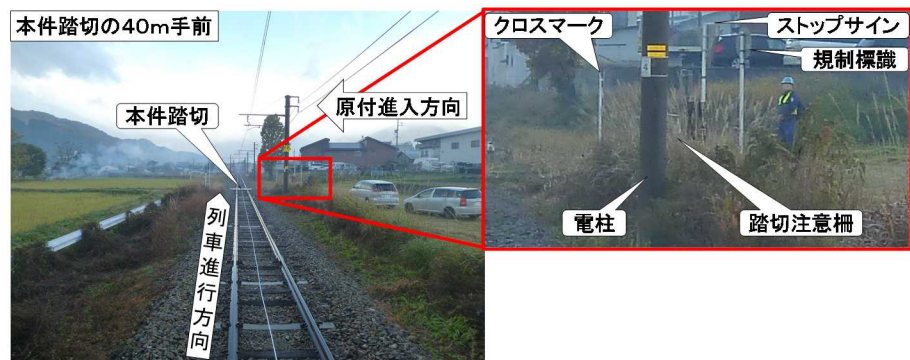 本件踏切の40m手前
本件踏切
原付進入方向
列車進行方向
クロスマーク
ストップサイン
規制標識
4
電柱
踏切注意柵